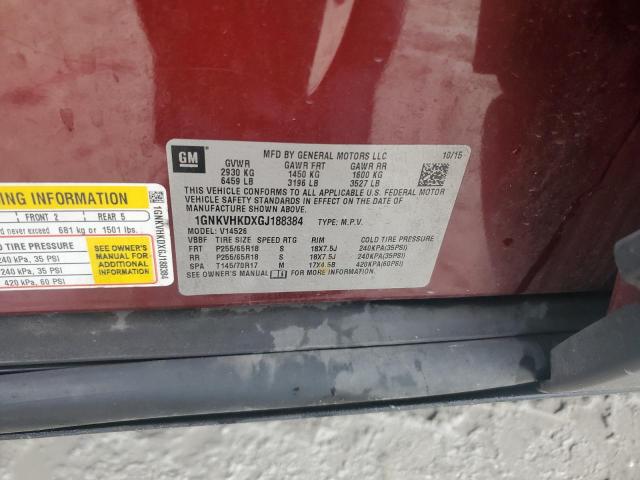 GM
MFD BY GENERAL MOTORS LLC 10/15
GVWR GAWR FRT GAWR RR
2930 KG 1450 KG 1600 KG
6459 LB 3196 LB 3527 LB
THIS VEHICLE CONFORMS TO ALL APPLICABLE U.S. FEDERAL MOTOR
VEHICLE SAFETY STANDARDS IN EFFECT ON THE DATE OF
MANUFACTURE SHOWN ABOVE.
1GNKVHKDXGJ188384 TYPE: M.P.V.
MODEL: V14526
VBBF TIRE SIZE SPEED RTG RIM COLD TIRE PRESSURE
FRT P255/65R18 S 18X7.5J 240KPA(35PSI)
RR P255/65R18 S 18X7.5J 240KPA(35PSI)
SPA T145/70R17 M 17X4.5B 420KPA(60PSI)
SEE OWNER'S MANUAL FOR MORE INFORMATION.
ING INFORMATION
FRONT 2 REAR 5
ld never exceed 681 kg or 1501 lbs.
TIRE PRESSURE
240 kPa, 35 PSI
240 kPa, 35 PSI
420 kPa, 60 PSI
SEE OWNER'S
MANUAL FOR
ADDITIONAL
INFORMATION
1GNKVHKDXGJ188384